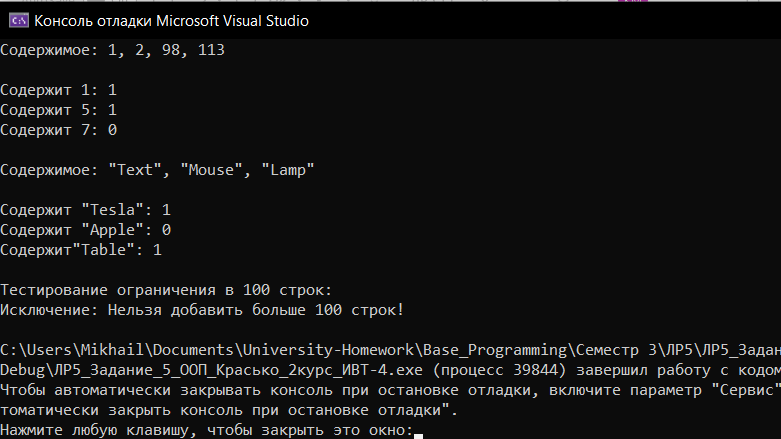 Консоль отладки Microsoft Visual Studio
Содержимое: 1, 2, 98, 113
Содержит 1: 1
Содержит 5: 1
Содержит 7: 0
Содержимое: "Text", "Mouse", "Lamp"
Содержит "Tesla": 1
Содержит "Apple": 0
Содержит"Table": 1
Тестирование ограничения в 100 строк:
Исключение: Нельзя добавить больше 100 строк!
C:\Users\Mikhail\Documents\University-Homework\Base_Programming\Семестр 3\ЛР5\ЛР5_Задан
Debug\ЛР5_Задание_5_ООП_Красько_2курс_ИВТ-4.exe (процесс 39844) завершил работу с кодом
Чтобы автоматически закрывать консоль при остановке отладки, включите параметр "Сервис"
томатически закрыть консоль при остановке отладки".
Нажмите любую клавишу, чтобы закрыть это окно: